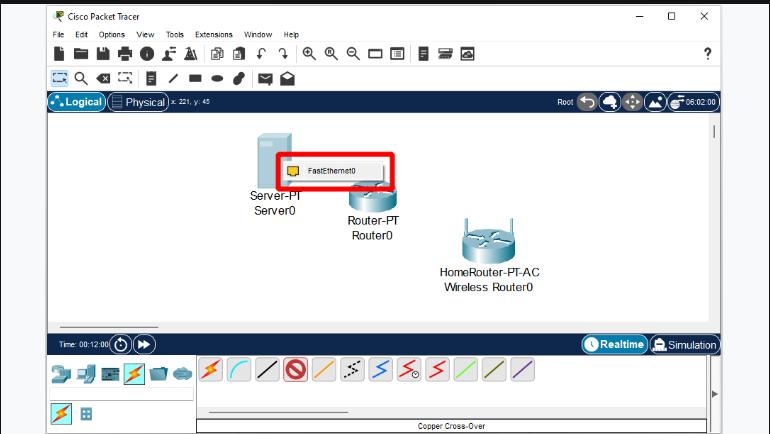 Cisco Packet Tracer
File Edit Options View Tools Extensions Window Help
?
Logical Physical x: 221, y: 45 Root 06:02:00
FastEthernet0
Server-PT
Server0
Router-PT
Router0
HomeRouter-PT-AC
Wireless Router0
Time: 00:12:00 Realtime Simulation
Copper Cross-Over